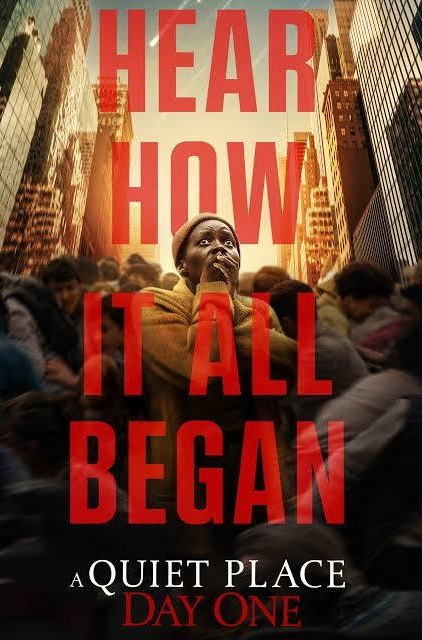 HEAR
HOW
IT ALL
BEGAN
A QUIET PLACE
DAY ONE